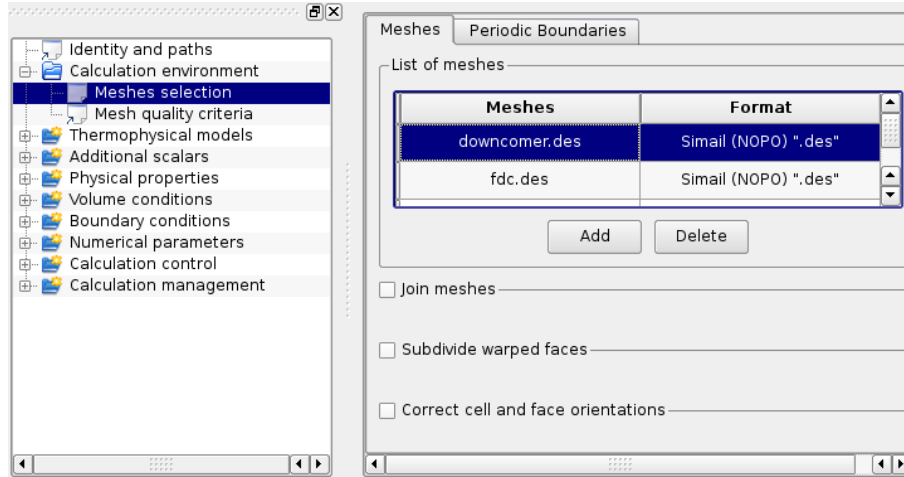 Identity and paths
Calculation environment
Meshes selection
Mesh quality criteria
Thermophysical models
Additional scalars
Physical properties
Volume conditions
Boundary conditions
Numerical parameters
Calculation control
Calculation management
Meshes Periodic Boundaries
List of meshes
Meshes Format
downcomer.des Simail (NOPO) ".des"
fdc.des Simail (NOPO) ".des"
Add Delete
Join meshes
Subdivide warped faces
Correct cell and face orientations